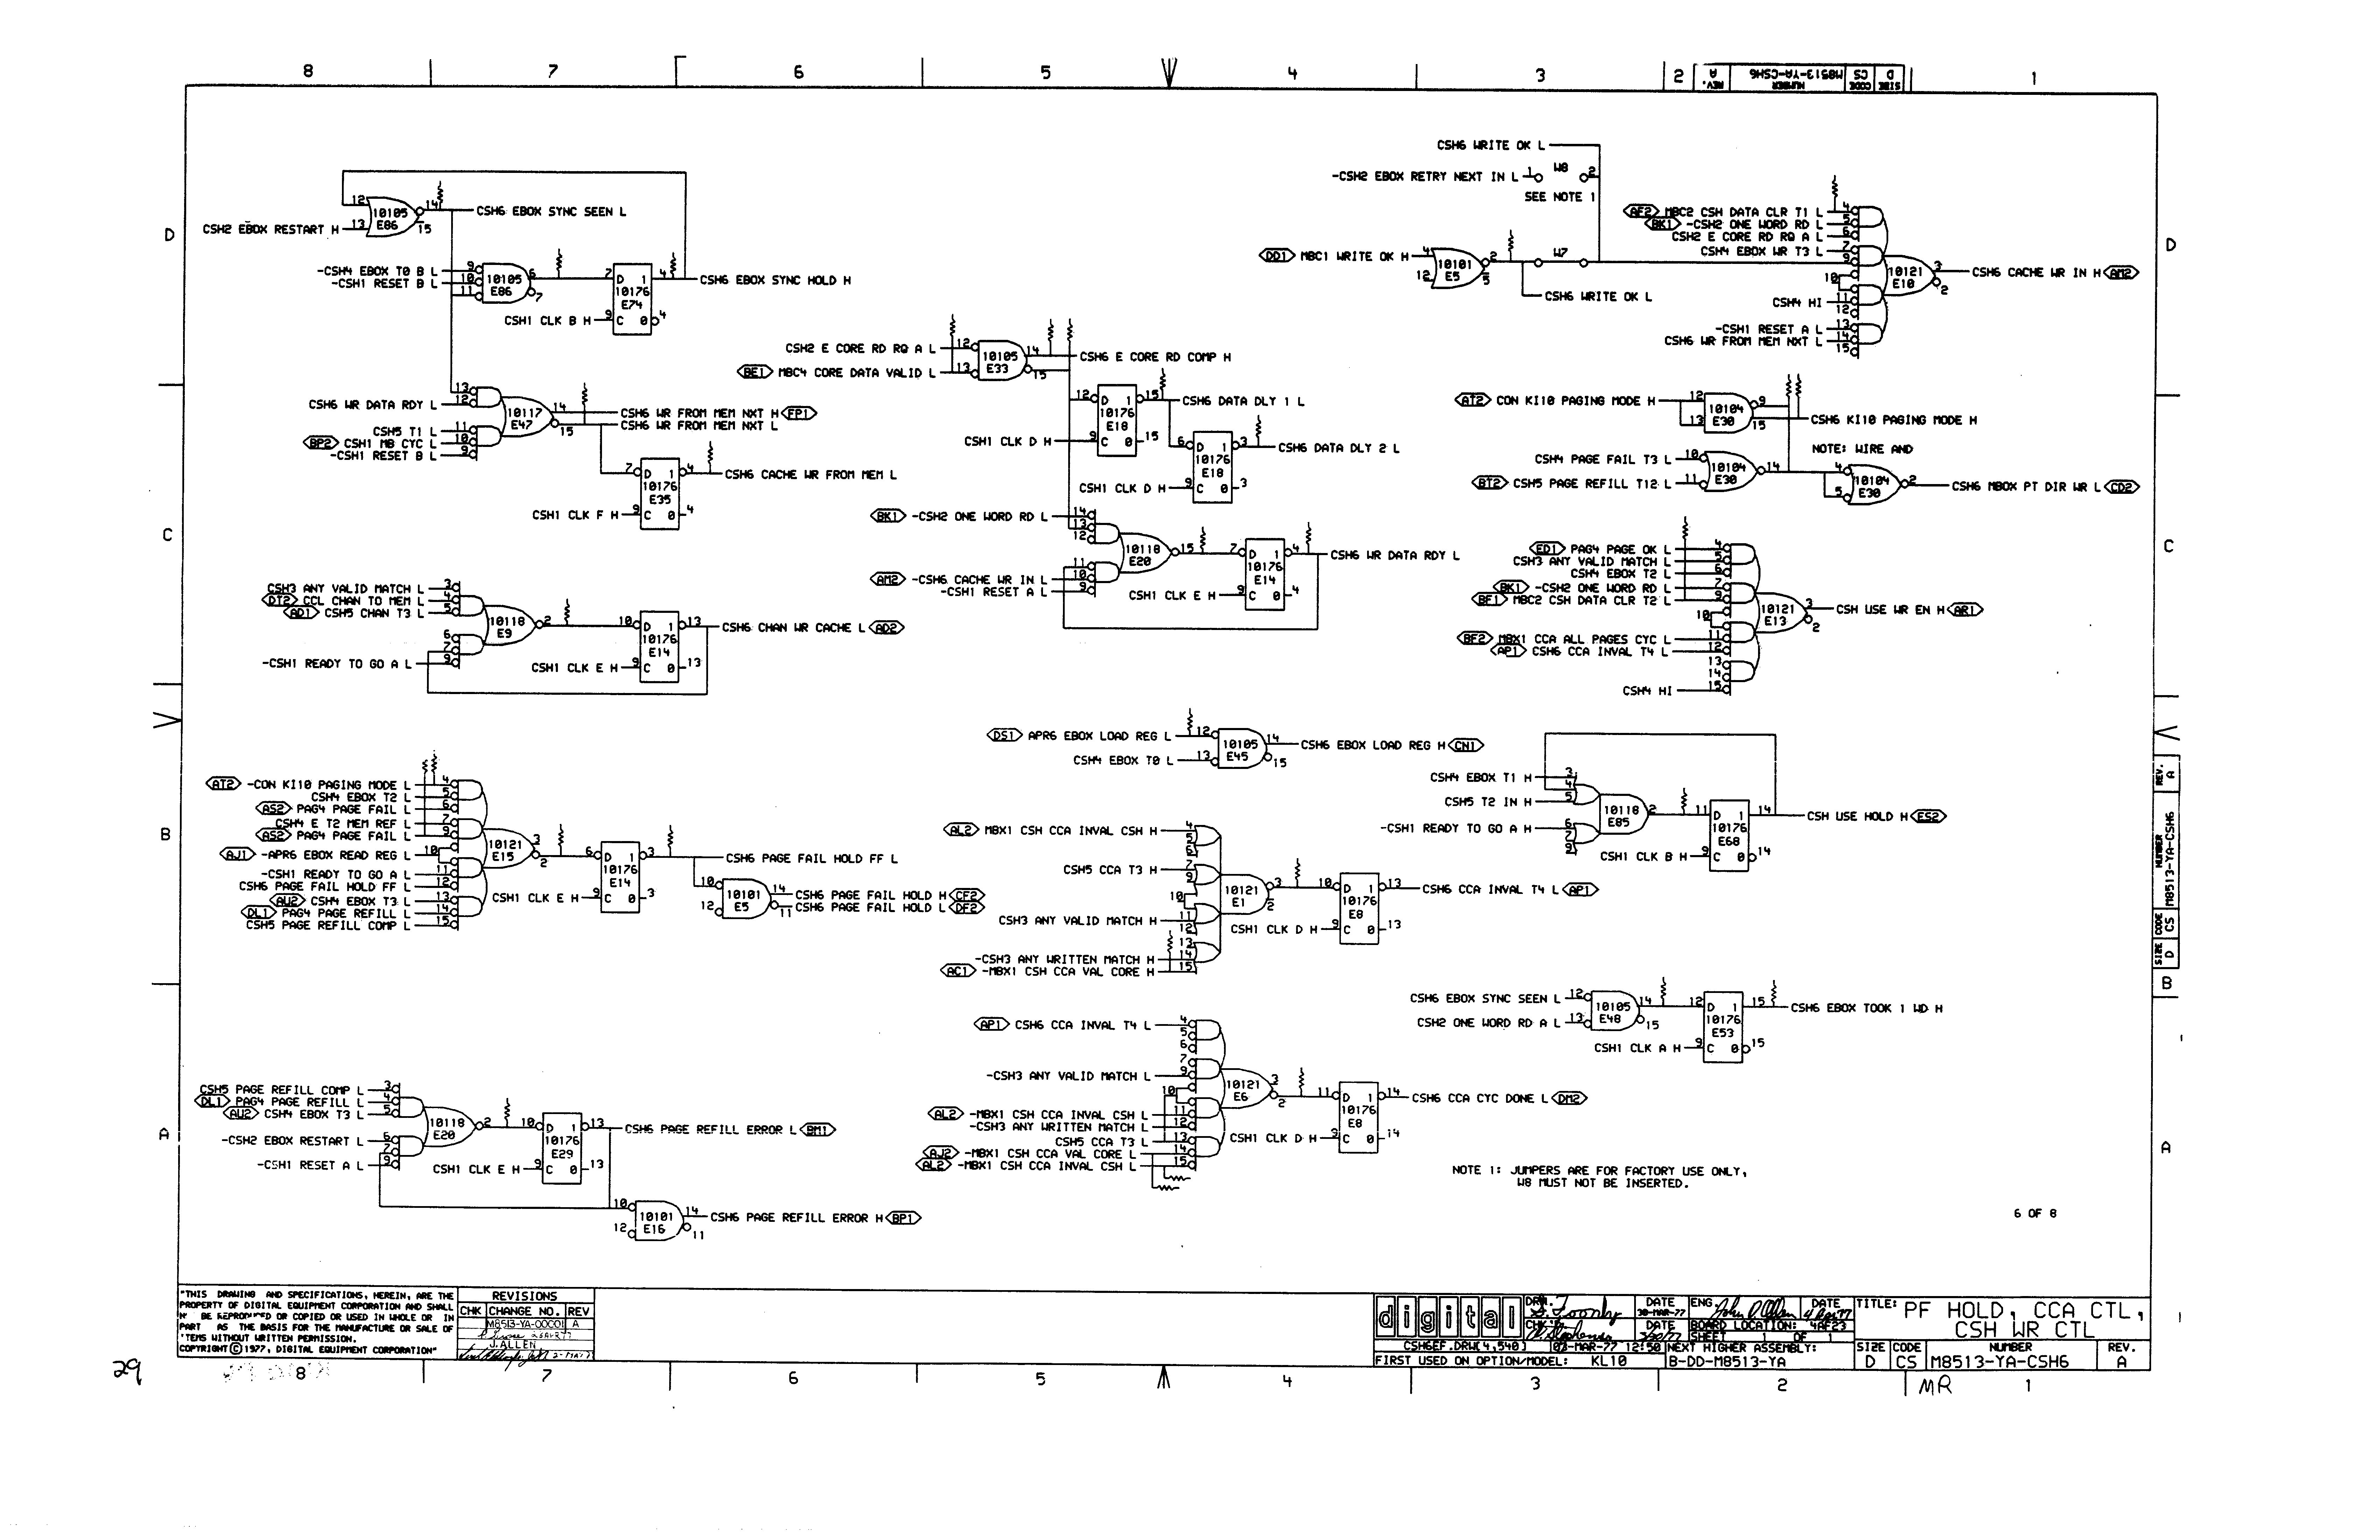 8 7 6 5 4 3 2 1
SIZE D CODE CS NUMBER M8513-YA-CSH6 REV. A
D
C
B
A
CSH2 EBOX RESTART H
12
13
10105
E86
14
15
CSH6 EBOX SYNC SEEN L
-CSH4 EBOX T0 B L
-CSH1 RESET B L
9
10
11
10105
E86
6
7
7 D 1 4
10176
E74
CSH1 CLK B H 9 C 0 4
CSH6 EBOX SYNC HOLD H
13
12
CSH6 WR DATA RDY L
CSH5 T1 L 11
BP2 CSH1 MB CYC L 10
-CSH1 RESET B L 9
10117
E47
14
15
CSH6 WR FROM MEM NXT H FP1
CSH6 WR FROM MEM NXT L
7 D 1 4
10176
E35
CSH1 CLK F H 9 C 0 4
CSH6 CACHE WR FROM MEM L
CSH3 ANY VALID MATCH L 3
DT2 CCL CHAN TO MEM L 4
AD1 CSH5 CHAN T3 L 5
6
7
-CSH1 READY TO GO A L 9
10118
E9
2
10 D 1 13
10176
E14
CSH1 CLK E H 9 C 0 13
CSH6 CHAN WR CACHE L AD2
CSH2 E CORE RD RQ A L 12
BE1 MBC4 CORE DATA VALID L 13
10105
E33
14
15
CSH6 E CORE RD COMP H
12 D 1 15
10176
E18
CSH1 CLK D H 9 C 0 15
CSH6 DATA DLY 1 L
6 D 1 3
10176
E18
CSH1 CLK D H 9 C 0 3
CSH6 DATA DLY 2 L
BK1 -CSH2 ONE WORD RD L 14
13
12
11
AM2 -CSH6 CACHE WR IN L 10
-CSH1 RESET A L 9
10118
E20
15
7 D 1 4
10176
E14
CSH1 CLK E H 9 C 0 4
CSH6 WR DATA RDY L
CSH6 WRITE OK L
-CSH2 EBOX RETRY NEXT IN L 1 W8 2
SEE NOTE 1
DD1 MBC1 WRITE OK H 4
12
10101
E5
2
5
W7
CSH6 WRITE OK L
AF2 MBC2 CSH DATA CLR T1 L 4
BK1 -CSH2 ONE WORD RD L 5
CSH2 E CORE RD RQ A L 6
CSH4 EBOX WR T3 L 7
9
10
CSH4 HI 11
12
-CSH1 RESET A L 13
CSH6 WR FROM MEM NXT L 14
15
10121
E10
3
2
CSH6 CACHE WR IN H AM2
AT2 CON KI10 PAGING MODE H 12
13
10104
E30
9
15
CSH6 KI10 PAGING MODE H
NOTE: WIRE AND
CSH4 PAGE FAIL T3 L 10
BT2 CSH5 PAGE REFILL T12 L 11
10104
E30
14
4
5
10104
E30
2
CSH6 MBOX PT DIR WR L CD2
ED1 PAG4 PAGE OK L 4
CSH3 ANY VALID MATCH L 5
CSH4 EBOX T2 L 6
BK1 -CSH2 ONE WORD RD L 7
BF1 MBC2 CSH DATA CLR T2 L 9
10
BF2 MBX1 CCA ALL PAGES CYC L 11
AP1 CSH6 CCA INVAL T4 L 12
13
14
CSH4 HI 15
10121
E13
3
2
CSH USE WR EN H AR1
AT2 -CON KI10 PAGING MODE L 4
CSH4 EBOX T2 L 5
AS2 PAG4 PAGE FAIL L 6
CSH4 E T2 MEM REF L 7
AS2 PAG4 PAGE FAIL L 9
AJ1 -APR6 EBOX READ REG L 10
-CSH1 READY TO GO A L 11
CSH6 PAGE FAIL HOLD FF L 12
AU2 CSH4 EBOX T3 L 13
DL1 PAG4 PAGE REFILL L 14
CSH5 PAGE REFILL COMP L 15
10121
E15
3
2
6 D 1 3
10176
E14
CSH1 CLK E H 9 C 0 3
CSH6 PAGE FAIL HOLD FF L
10
12
10101
E5
14
11
CSH6 PAGE FAIL HOLD H CF2
CSH6 PAGE FAIL HOLD L DF2
DS1 APR6 EBOX LOAD REG L 12
CSH4 EBOX T0 L 13
10105
E45
14
15
CSH6 EBOX LOAD REG H CN1
AL2 MBX1 CSH CCA INVAL CSH H 4
5
6
CSH5 CCA T3 H 7
9
10
CSH3 ANY VALID MATCH H 11
12
13
-CSH3 ANY WRITTEN MATCH H 14
AC1 -MBX1 CSH CCA VAL CORE H 15
10121
E1
3
2
10 D 1 13
10176
E8
CSH1 CLK D H 9 C 0 13
CSH6 CCA INVAL T4 L AP1
CSH4 EBOX T1 H 3
4
CSH5 T2 IN H 5
-CSH1 READY TO GO A H 6
7
9
10118
E85
2
11 D 1 14
10176
E68
CSH1 CLK B H 9 C 0 14
CSH USE HOLD H ES2
CSH6 EBOX SYNC SEEN L 12
CSH2 ONE WORD RD A L 13
10105
E48
14
15
12 D 1 15
10176
E53
CSH1 CLK A H 9 C 0 15
CSH6 EBOX TOOK 1 WD H
AP1 CSH6 CCA INVAL T4 L 4
5
6
7
-CSH3 ANY VALID MATCH L 9
10
AL2 -MBX1 CSH CCA INVAL CSH L 11
-CSH3 ANY WRITTEN MATCH L 12
CSH5 CCA T3 L 13
AJ2 -MBX1 CSH CCA VAL CORE L 14
AL2 -MBX1 CSH CCA INVAL CSH L 15
10121
E6
3
2
11 D 1 14
10176
E8
CSH1 CLK D H 9 C 0 14
CSH6 CCA CYC DONE L DM2
CSH5 PAGE REFILL COMP L 3
DL1 PAG4 PAGE REFILL L 4
AU2 CSH4 EBOX T3 L 5
-CSH2 EBOX RESTART L 6
7
-CSH1 RESET A L 9
10118
E20
2
10 D 1 13
10176
E29
CSH1 CLK E H 9 C 0 13
CSH6 PAGE REFILL ERROR L BM1
10
12
10101
E16
14
11
CSH6 PAGE REFILL ERROR H BP1
NOTE 1: JUMPERS ARE FOR FACTORY USE ONLY,
W8 MUST NOT BE INSERTED.
6 OF 8
REV. A
NUMBER M8513-YA-CSH6
CODE CS
SIZE D
"THIS DRAWING AND SPECIFICATIONS, HEREIN, ARE THE
PROPERTY OF DIGITAL EQUIPMENT CORPORATION AND SHALL
BE REPRODUCED OR COPIED OR USED IN WHOLE OR IN
PART AS THE BASIS FOR THE MANUFACTURE OR SALE OF
ITEMS WITHOUT WRITTEN PERMISSION.
COPYRIGHT © 1977, DIGITAL EQUIPMENT CORPORATION"
REVISIONS
CHK CHANGE NO. REV
M8513-YA-00001 A
J. ALLEN
digital
DRN. DATE 30-MAR-77 ENG. John Allen DATE
CHK DATE BOARD LOCATION: 4AF23
SHEET 1 OF 1
CSH6EF.DRW[4,540] 03-MAR-77 12:50 NEXT HIGHER ASSEMBLY:
FIRST USED ON OPTION/MODEL: KL10 B-DD-M8513-YA
TITLE: PF HOLD, CCA CTL,
CSH WR CTL
SIZE CODE NUMBER REV.
D CS M8513-YA-CSH6 A
29
8 7 6 5 4 3 2 1
MR